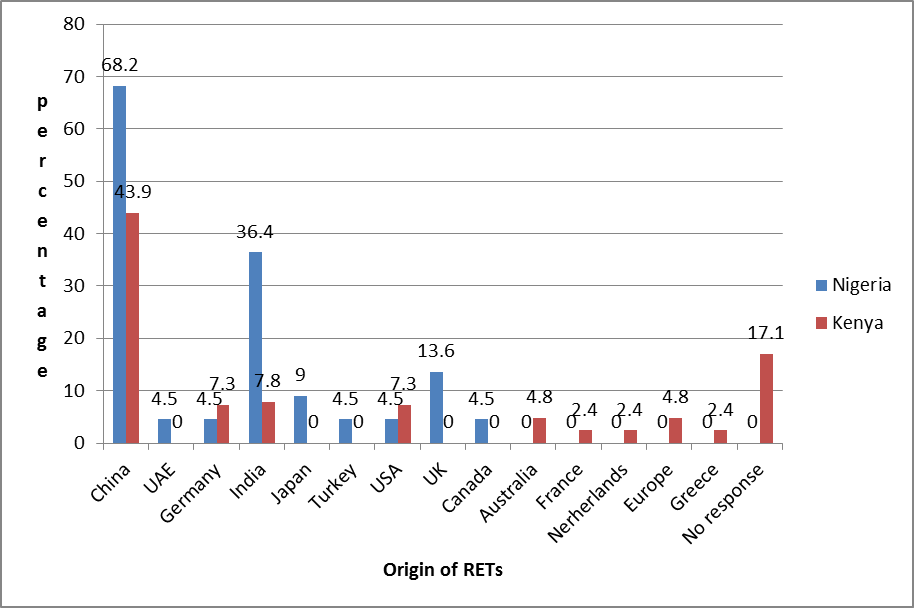 80
70
60
50
40
30
20
10
0
percentage
68.2
43.9
4.5
0
4.5
7.3
36.4
7.8
9
0
4.5
0
4.5
7.3
13.6
0
4.5
0
0
4.8
0
2.4
0
2.4
0
4.8
0
2.4
0
17.1
China
UAE
Germany
India
Japan
Turkey
USA
UK
Canada
Australia
France
Nerherlands
Europe
Greece
No response
Origin of RETs
Nigeria
Kenya